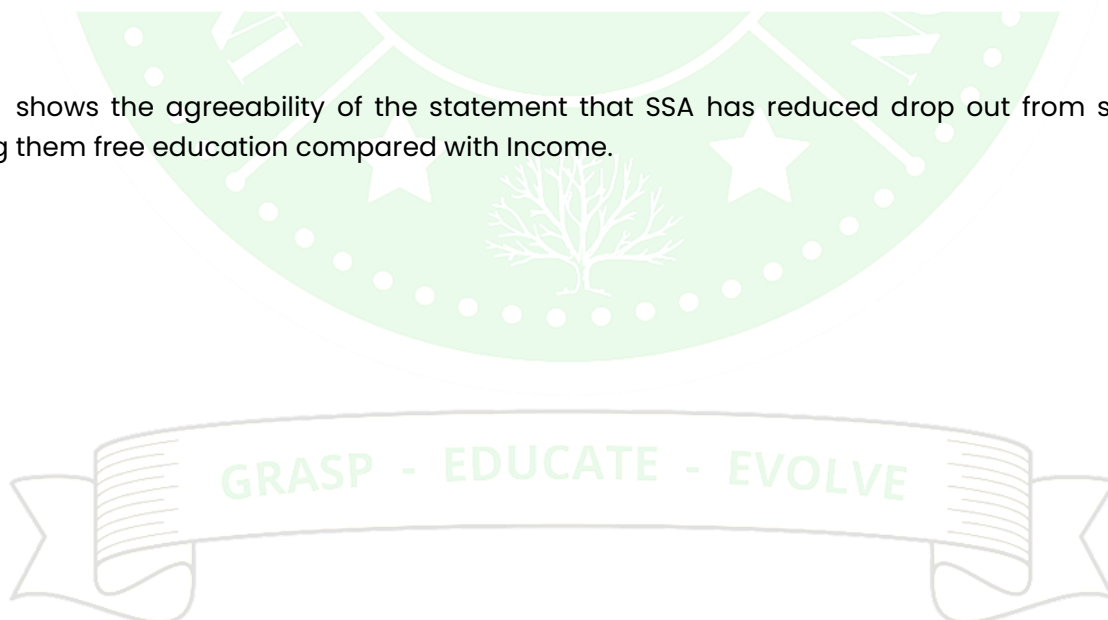 shows the agreeability of the statement that SSA has reduced drop out from
them free education compared with Income.
GRASP - EDUCATE - EVOLVE